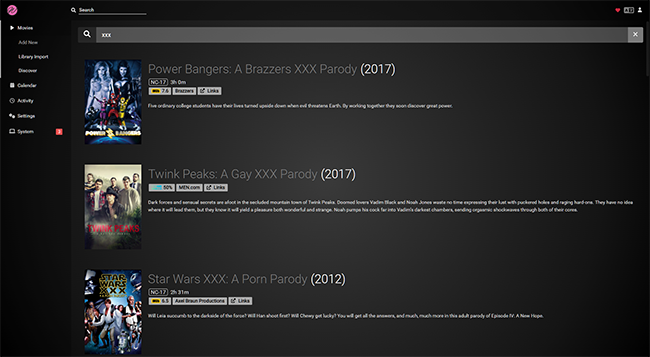 Search
Movies
Add New
Library Import
Discover
Calendar
Activity
Settings
System
xxx
Power Bangers: A Brazzers XXX Parody (2017)
NC-17 3h 0m
7.6 Brazzers Links
Five ordinary college students have their lives turned upside down when evil threatens Earth. By working together they soon discover great power.
POWER BANGERS
Twink Peaks: A Gay XXX Parody (2017)
50% MEN.com Links
Dark forces and sensual secrets are afoot in the secluded mountain town of Twink Peaks. Doomed lovers Vadim Black and Noah Jones waste no time expressing their lust with puckered holes and raging hard-ons. They have no idea
where it will lead them, but they know it will yield a pleasure both wonderful and strange. Noah pumps his cock far into Vadim's darkest chambers, sending orgasmic shockwaves through both of their cores.
TWINK PEAKS
Star Wars XXX: A Porn Parody (2012)
NC-17 2h 31m
6.5 Axel Braun Productions Links
Will Leia succumb to the darkside of the force? Will Han shoot first? Will Chewy get lucky? You will get all the answers, and much, much more in this adult parody of Episode IV: A New Hope.
STAR WARS
XXX